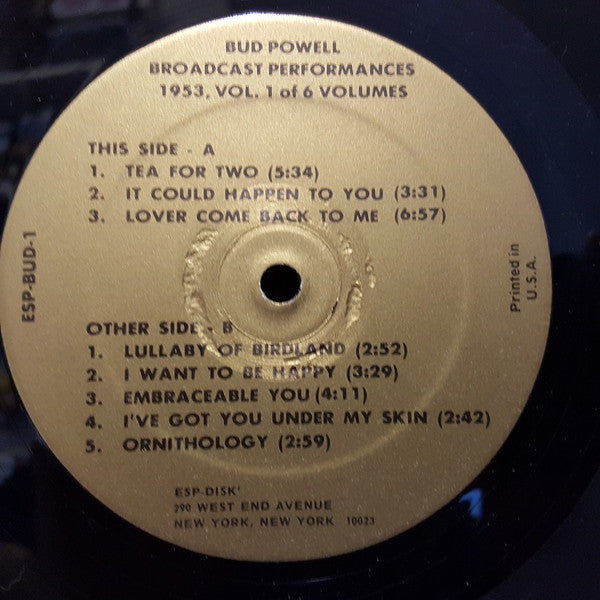 BUD POWELL
BROADCAST PERFORMANCES
1953, VOL. 1 of 6 VOLUMES
THIS SIDE - A
1. TEA FOR TWO (5:34)
2. IT COULD HAPPEN TO YOU (3:31)
3. LOVER COME BACK TO ME (6:57)
ESP-BUD-1
Printed in
U.S.A.
OTHER SIDE - B
1. LULLABY OF BIRDLAND (2:52)
2. I WANT TO BE HAPPY (3:29)
3. EMBRACEABLE YOU (4:11)
4. I'VE GOT YOU UNDER MY SKIN (2:42)
5. ORNITHOLOGY (2:59)
ESP-DISK'
290 WEST END AVENUE
NEW YORK, NEW YORK 10023